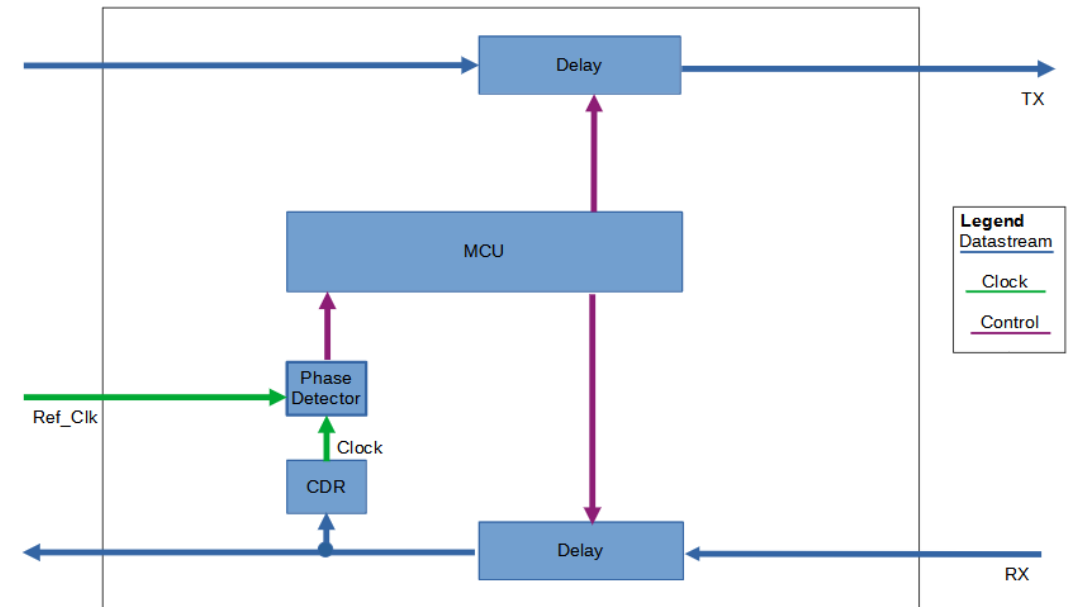 Delay
TX
MCU
Legend
Datastream
Clock
Control
Phase
Detector
Ref_Clk
Clock
CDR
Delay
RX